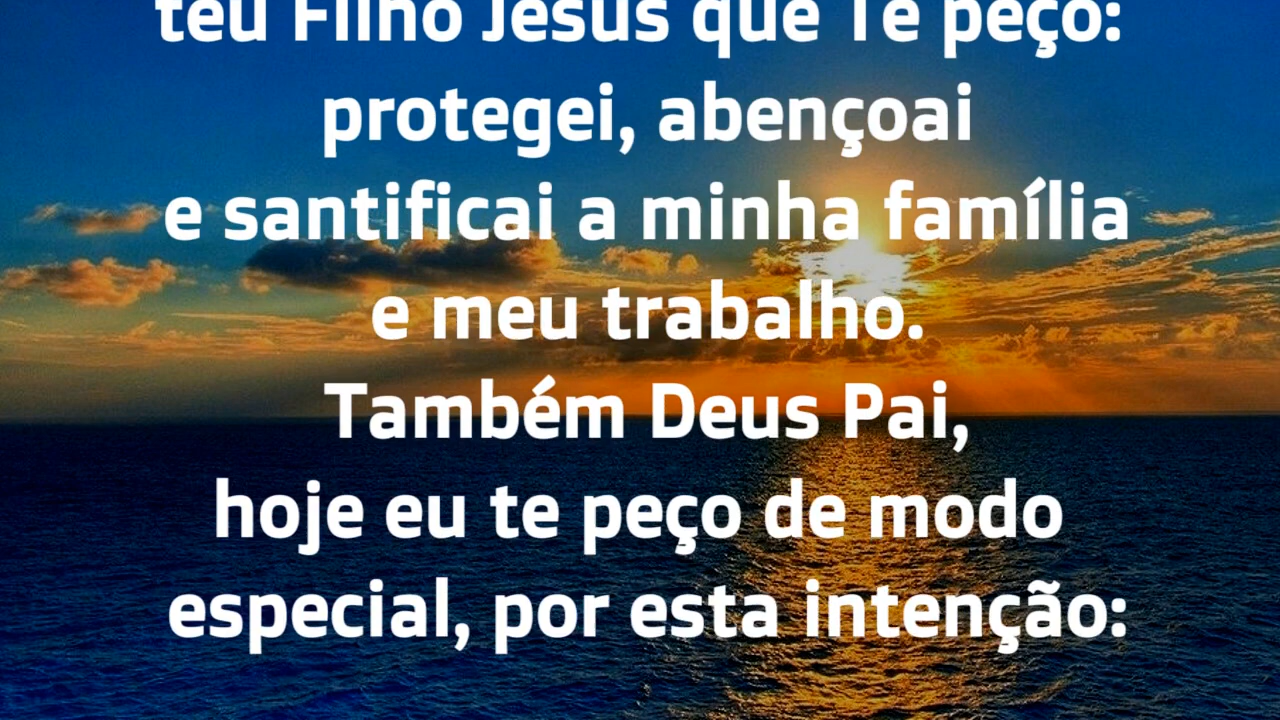 teu Filho Jesus que Te peço:
protegei, abençoai
e santificai a minha família
e meu trabalho.
Também Deus Pai,
hoje eu te peço de modo
especial, por esta intenção: